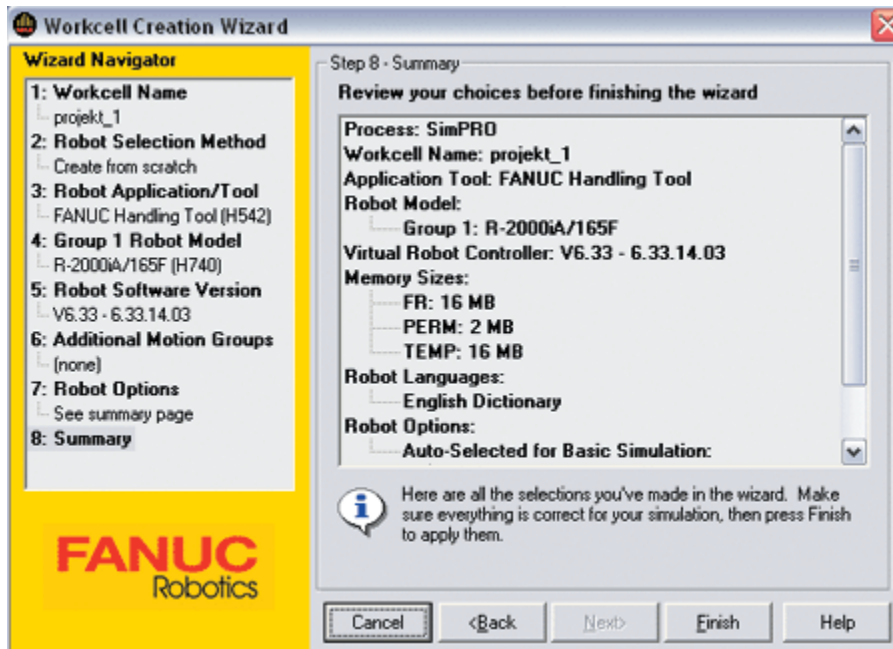 Workcell Creation Wizard
Wizard Navigator
1: Workcell Name
projekt_1
2: Robot Selection Method
Create from scratch
3: Robot Application/Tool
FANUC Handling Tool (H542)
4: Group 1 Robot Model
R-2000iA/165F (H740)
5: Robot Software Version
V6.33 - 6.33.14.03
6: Additional Motion Groups
(none)
7: Robot Options
See summary page
8: Summary
FANUC
Robotics
Step 8 - Summary
Review your choices before finishing the wizard
Process: SimPRO
Workcell Name: projekt_1
Application Tool: FANUC Handling Tool
Robot Model:
Group 1: R-2000iA/165F
Virtual Robot Controller: V6.33 - 6.33.14.03
Memory Sizes:
FR: 16 MB
PERM: 2 MB
TEMP: 16 MB
Robot Languages:
English Dictionary
Robot Options:
Auto-Selected for Basic Simulation:
Here are all the selections you've made in the wizard. Make
sure everything is correct for your simulation, then press Finish
to apply them.
Cancel <Back Next> Finish Help